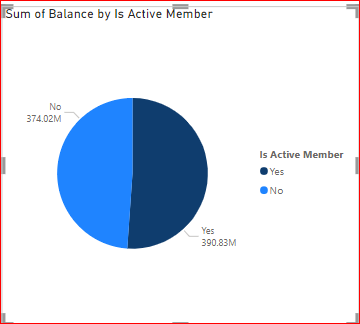 Sum of Balance by Is Active Member
No
374.02M
Is Active Member
Yes
No
Yes
390.83M